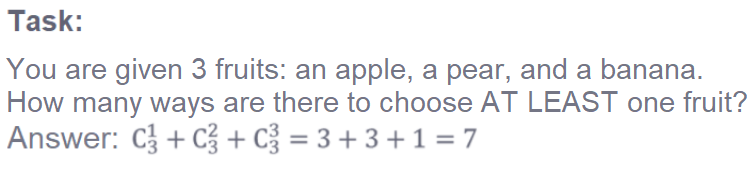 Task:
You are given 3 fruits: an apple, a pear, and a banana.
How many ways are there to choose AT LEAST one fruit?
Answer: C₃¹ + C₃² + C₃³ = 3 + 3 + 1 = 7